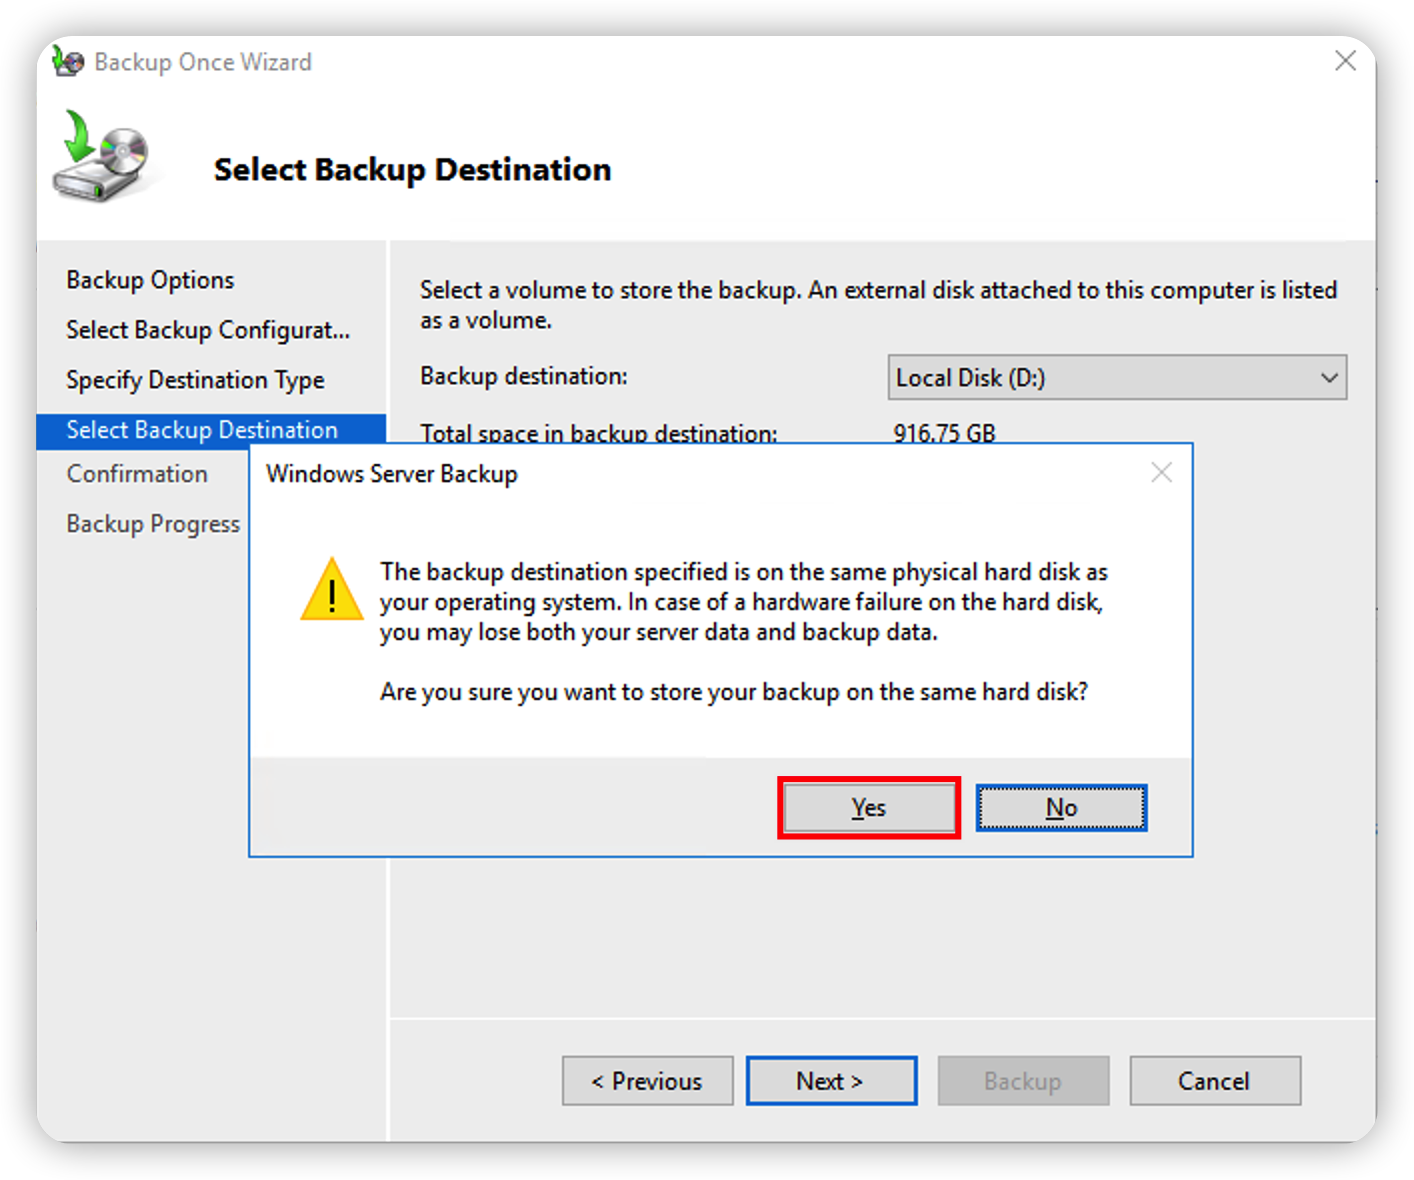 Backup Once Wizard
Select Backup Destination
Backup Options
Select Backup Configurat...
Specify Destination Type
Select Backup Destination
Confirmation
Backup Progress
Select a volume to store the backup. An external disk attached to this computer is listed
as a volume.
Backup destination:
Local Disk (D:)
Total space in backup destination:
916.75 GB
Windows Server Backup
The backup destination specified is on the same physical hard disk as
your operating system. In case of a hardware failure on the hard disk,
you may lose both your server data and backup data.
Are you sure you want to store your backup on the same hard disk?
Yes
No
< Previous
Next >
Backup
Cancel